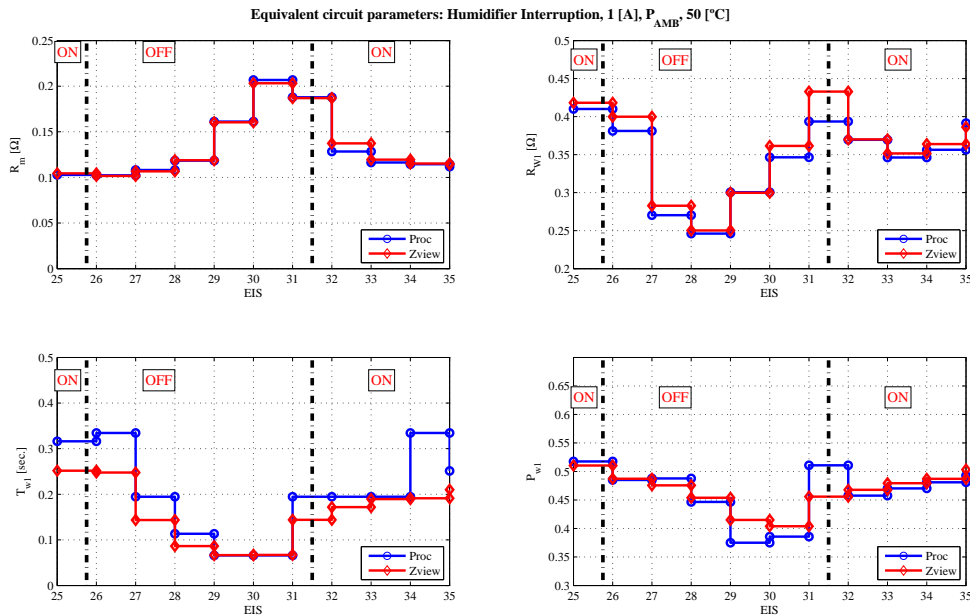 Equivalent circuit parameters: Humidifier Interruption, 1 [A], P_AMB, 50 [ºC]
0.25
0.2
0.15
0.1
0.05
0
R_m [Ω]
ON
OFF
ON
Proc
Zview
25 26 27 28 29 30 31 32 33 34 35
EIS
0.45
0.4
0.35
0.3
0.25
0.2
R_W1 [Ω]
ON
OFF
ON
Proc
Zview
25 26 27 28 29 30 31 32 33 34 35
EIS
0.5
0.4
0.3
0.2
0.1
0
T_w1 [sec.]
ON
OFF
ON
Proc
Zview
25 26 27 28 29 30 31 32 33 34 35
EIS
0.65
0.6
0.55
0.5
0.45
0.4
0.35
0.3
P_w1
ON
OFF
ON
Proc
Zview
25 26 27 28 29 30 31 32 33 34 35
EIS